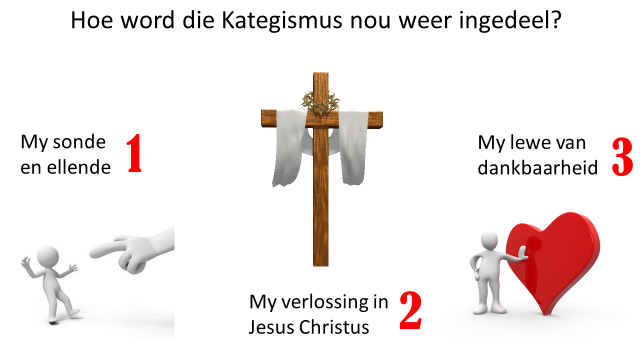 Hoe word die Kategismus nou weer ingedeel?
My sonde
en ellende
1
My verlossing in
Jesus Christus
2
My lewe van
dankbaarheid
3